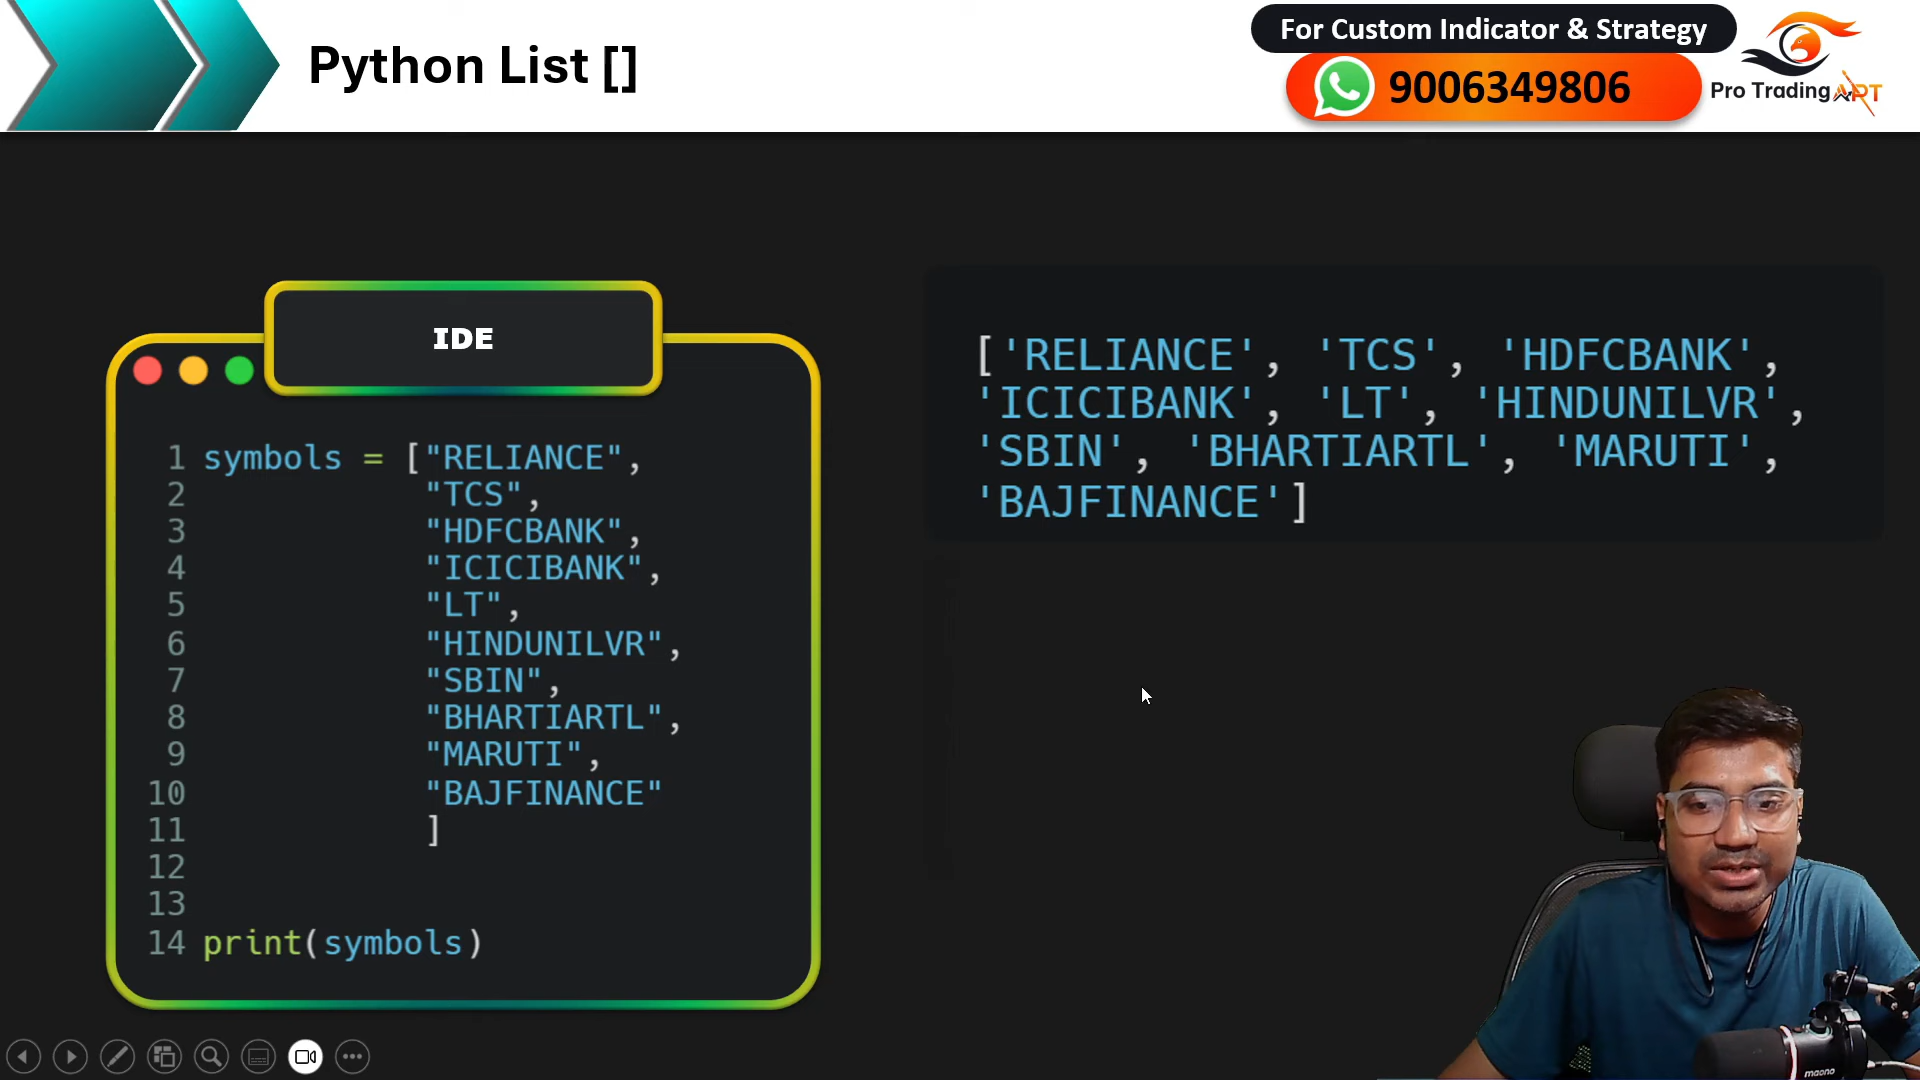 Python List []
For Custom Indicator & Strategy
9006349806
Pro Trading ART
IDE
1 symbols = ["RELIANCE",
2 "TCS",
3 "HDFCBANK",
4 "ICICIBANK",
5 "LT",
6 "HINDUNILVR",
7 "SBIN",
8 "BHARTIARTL",
9 "MARUTI",
10 "BAJFINANCE"
11 ]
12
13
14 print(symbols)
['RELIANCE', 'TCS', 'HDFCBANK',
'ICICIBANK', 'LT', 'HINDUNILVR',
'SBIN', 'BHARTIARTL', 'MARUTI',
'BAJFINANCE']
maono